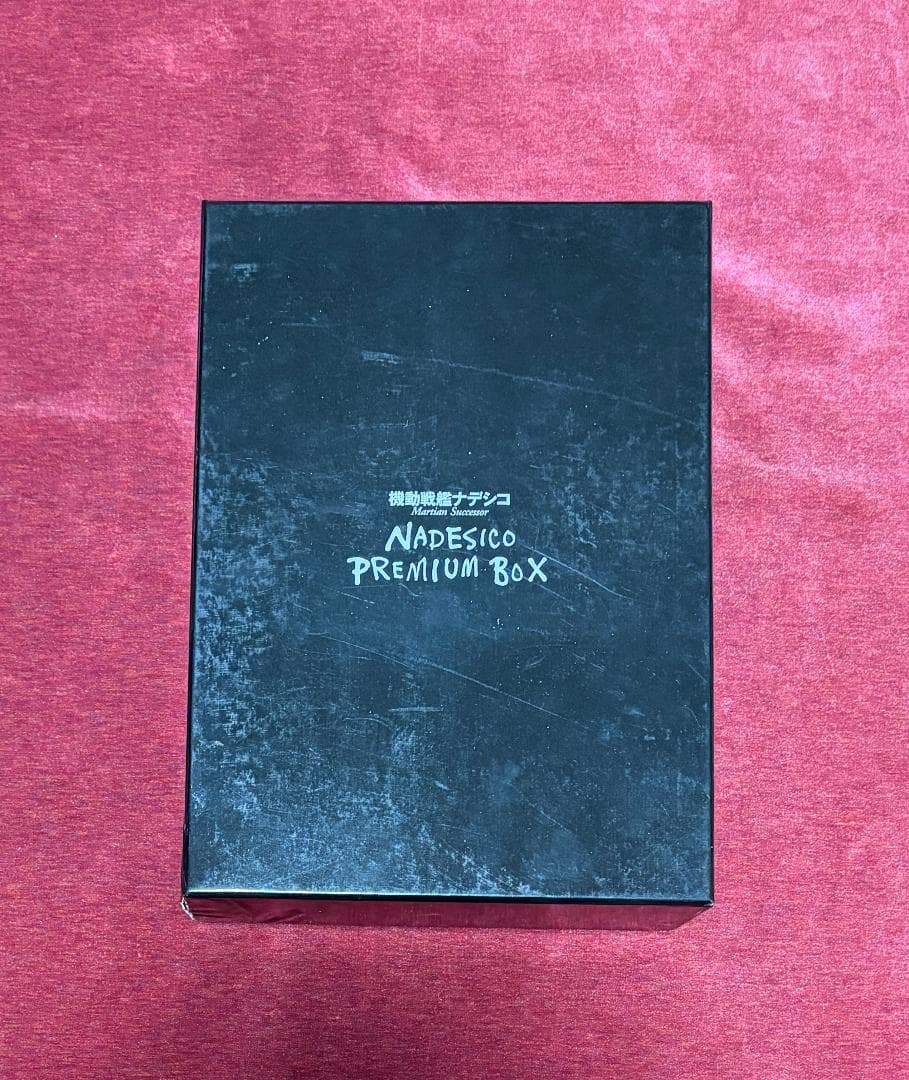 機動戦艦ナデシコ
Martian Successor
NADESICO
PREMIUM BOX